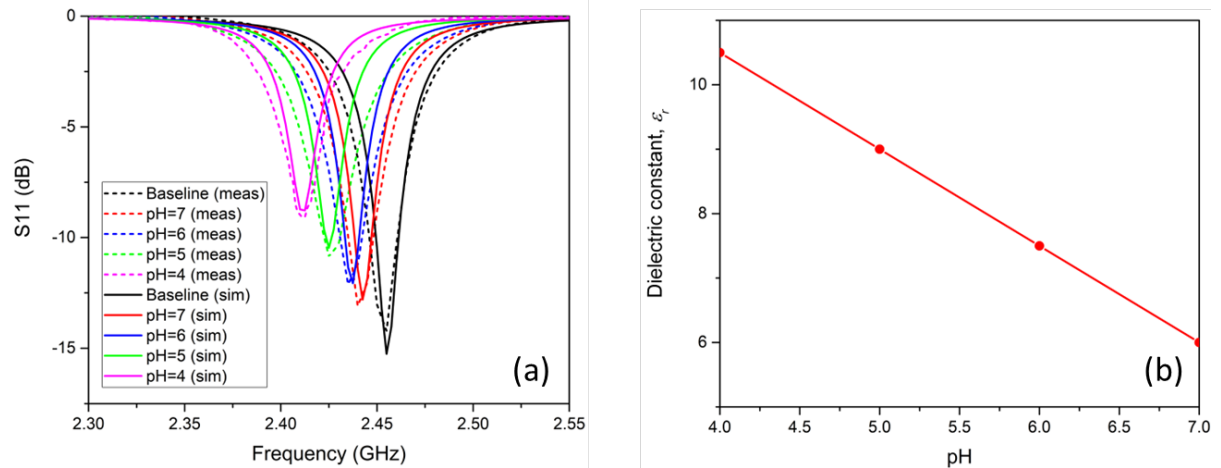 0
-5
-10
-15
S11 (dB)
Baseline (meas)
pH=7 (meas)
pH=6 (meas)
pH=5 (meas)
pH=4 (meas)
Baseline (sim)
pH=7 (sim)
pH=6 (sim)
pH=5 (sim)
pH=4 (sim)
(a)
2.30 2.35 2.40 2.45 2.50 2.55
Frequency (GHz)
10
8
6
Dielectric constant, εr
(b)
4.0 4.5 5.0 5.5 6.0 6.5 7.0
pH